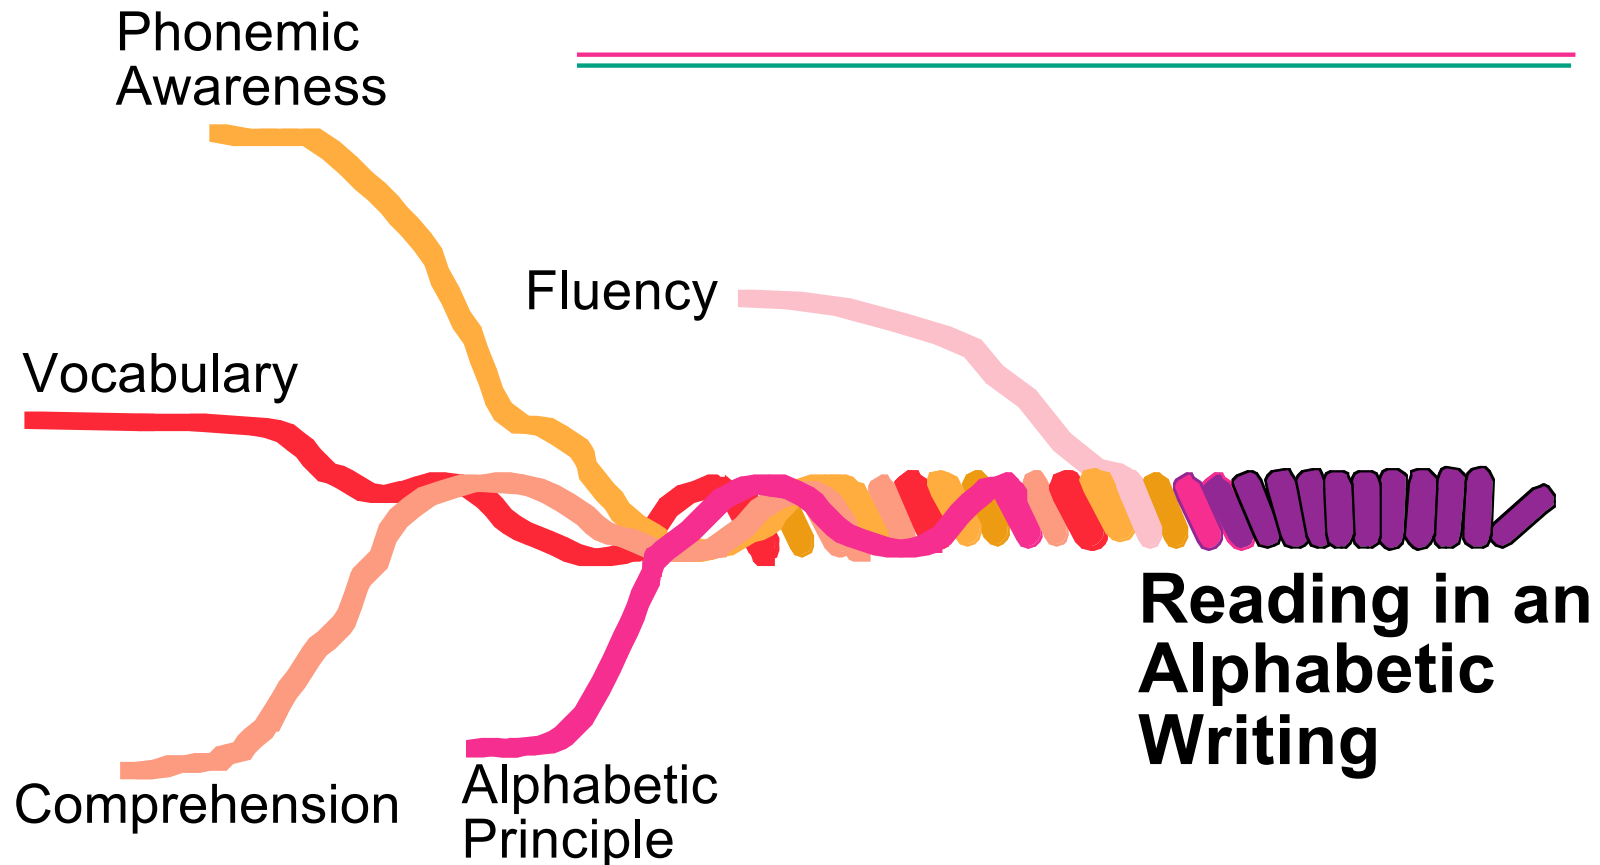 Phonemic
Awareness
Fluency
Vocabulary
Reading in an
Alphabetic
Writing
Comprehension
Alphabetic
Principle